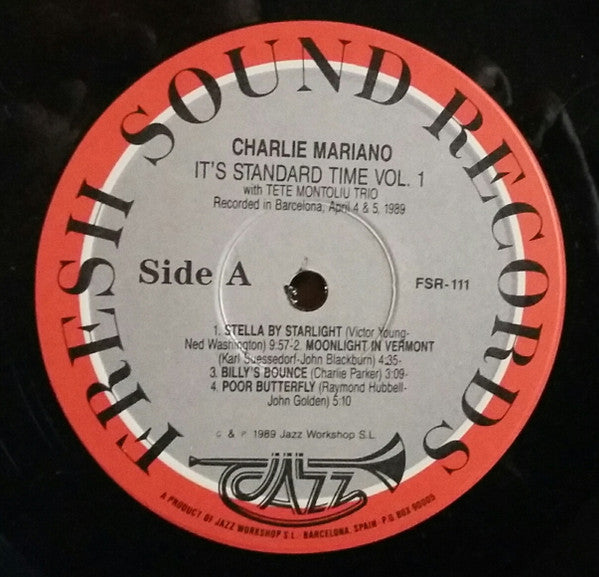 FRESH SOUND RECORDS
CHARLIE MARIANO
IT'S STANDARD TIME VOL. 1
with TETE MONTOLIU TRIO
Recorded in Barcelona, April 4 & 5, 1989
Side A
FSR-111
1. STELLA BY STARLIGHT (Victor Young-
Ned Washington) 9:57-2. MOONLIGHT IN VERMONT
(Karl Suessedorf-John Blackburn) 4:35-
3. BILLY'S BOUNCE (Charlie Parker) 3:09-
4. POOR BUTTERFLY (Raymond Hubbell-
John Golden) 5:10
© & ℗ 1989 Jazz Workshop S.L.
JAZZ
A PRODUCT OF JAZZ WORKSHOP S.L. - BARCELONA, SPAIN - P.O. BOX 90005